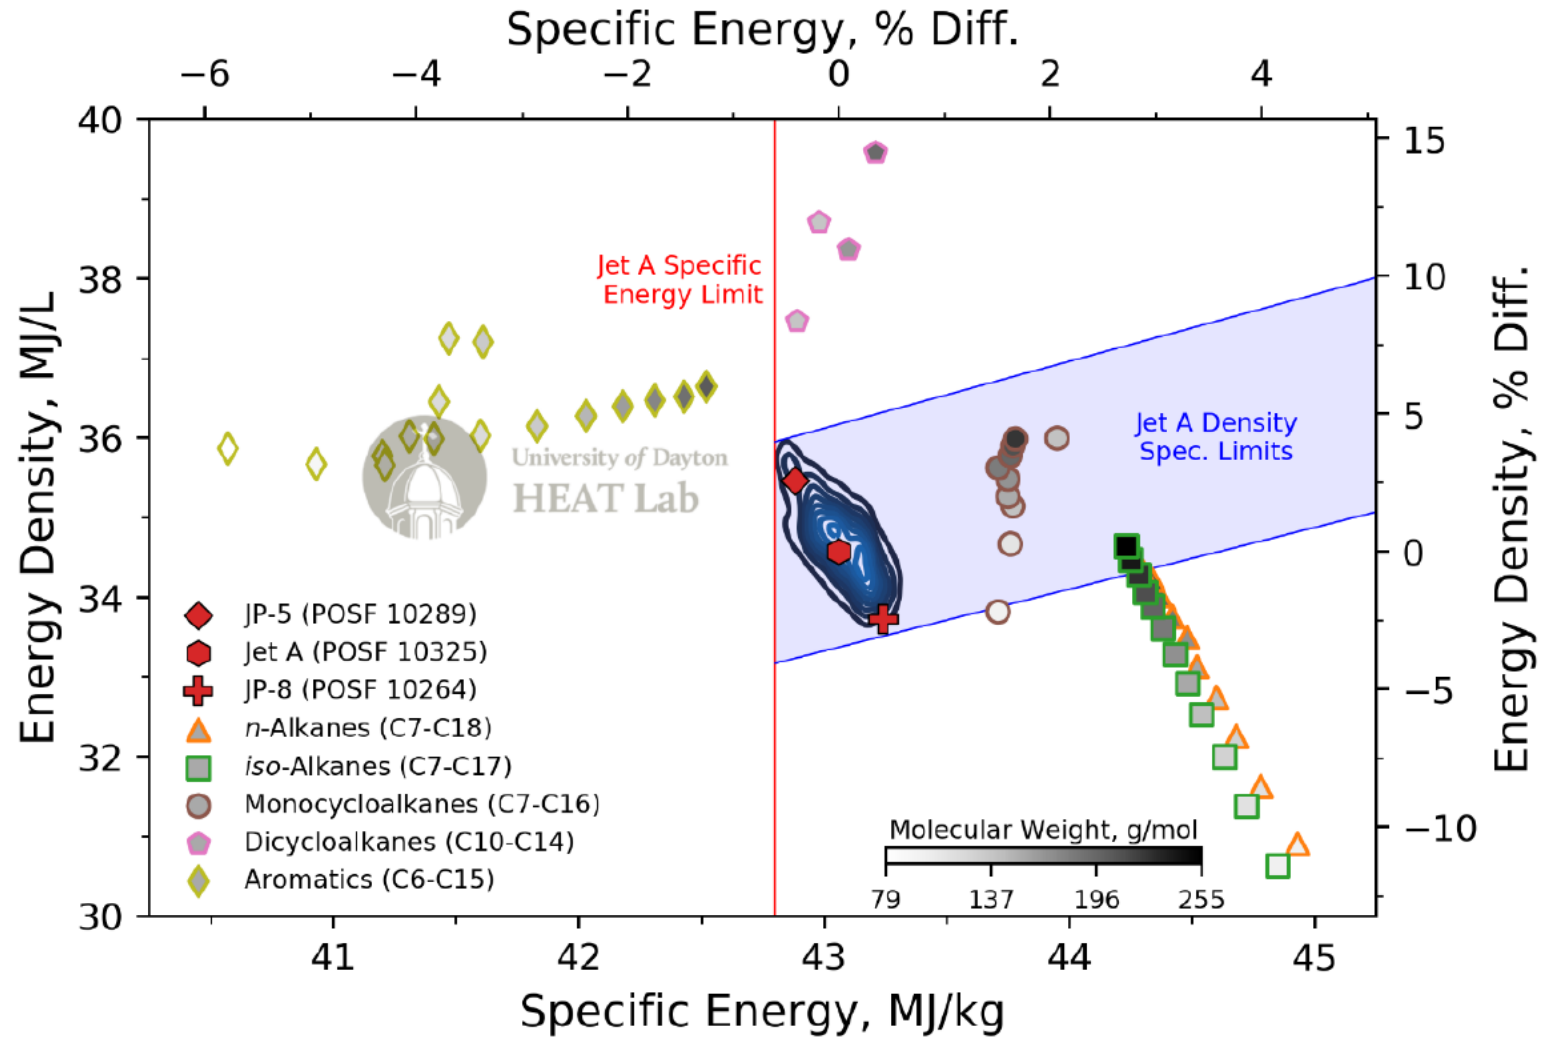 Specific Energy, % Diff.
−6 −4 −2 0 2 4
40
38
36
34
32
30
Energy Density, MJ/L
15
10
5
0
−5
−10
Energy Density, % Diff.
Jet A Specific
Energy Limit
Jet A Density
Spec. Limits
University of Dayton
HEAT Lab
JP-5 (POSF 10289)
Jet A (POSF 10325)
JP-8 (POSF 10264)
n-Alkanes (C7-C18)
iso-Alkanes (C7-C17)
Monocycloalkanes (C7-C16)
Dicycloalkanes (C10-C14)
Aromatics (C6-C15)
Molecular Weight, g/mol
79 137 196 255
41 42 43 44 45
Specific Energy, MJ/kg